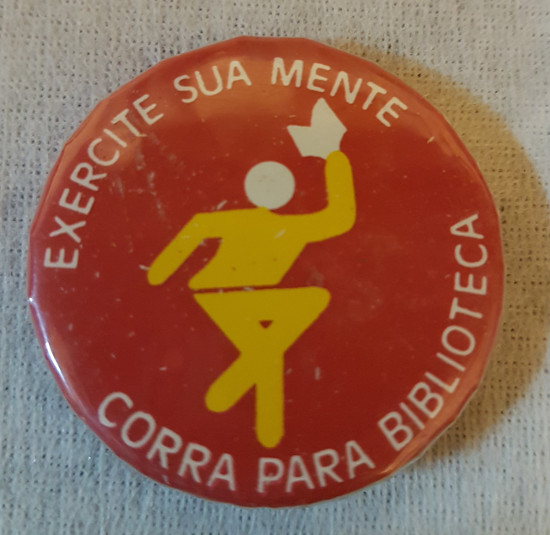 EXERCITE SUA MENTE
CORRA PARA BIBLIOTECA